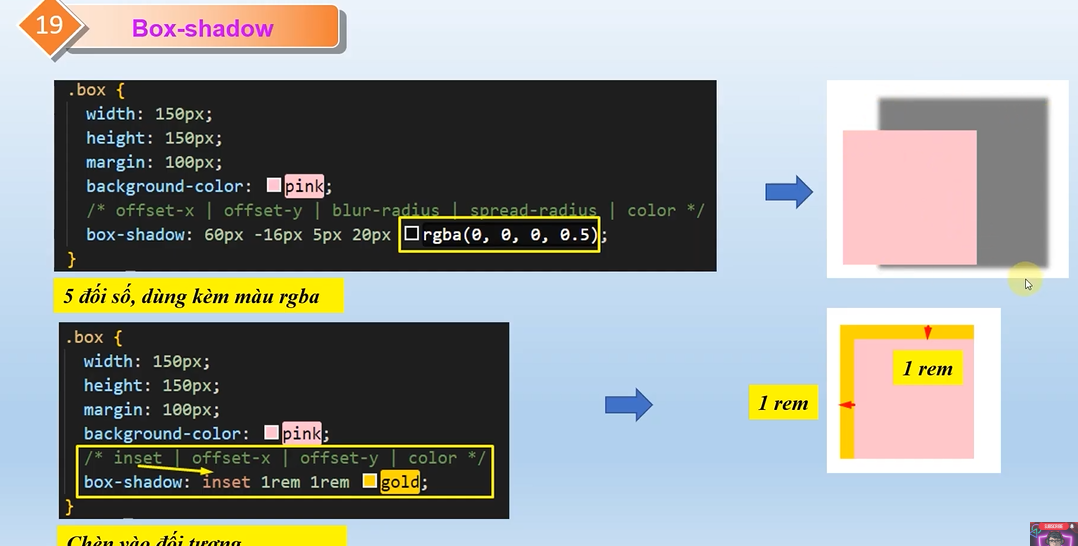 19
Box-shadow
.box {
width: 150px;
height: 150px;
margin: 100px;
background-color: pink;
/* offset-x | offset-y | blur-radius | spread-radius | color */
box-shadow: 60px -16px 5px 20px rgba(0, 0, 0, 0.5);
}
5 đối số, dùng kèm màu rgba
.box {
width: 150px;
height: 150px;
margin: 100px;
background-color: pink;
/* inset | offset-x | offset-y | color */
box-shadow: inset 1rem 1rem gold;
}
1 rem
1 rem
Chèn vào đối tượng